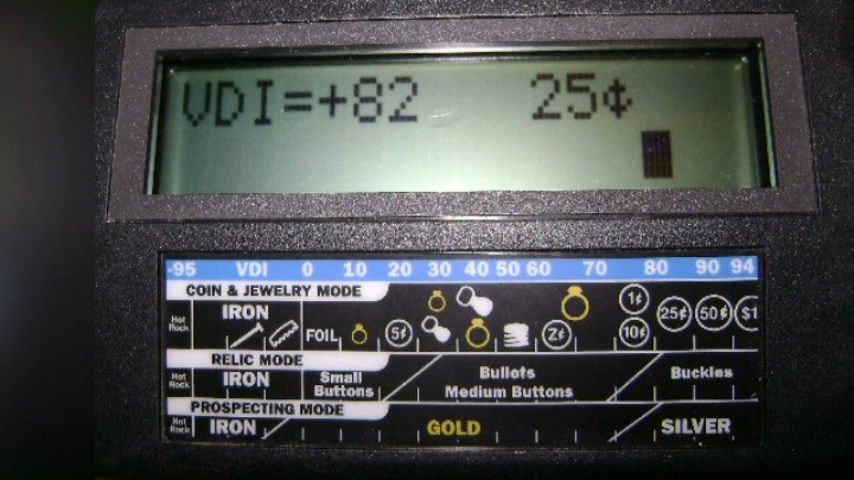 VDI=+82 25¢
-95 VDI 0 10 20 30 40 50 60 70 80 90 94
COIN & JEWELRY MODE
Hot Rock IRON FOIL 5¢ Z¢ 1¢ 10¢ 25¢ 50¢ $1
RELIC MODE
Hot Rock IRON Small Buttons Bullets Medium Buttons Buckles
PROSPECTING MODE
Hot Rock IRON GOLD SILVER